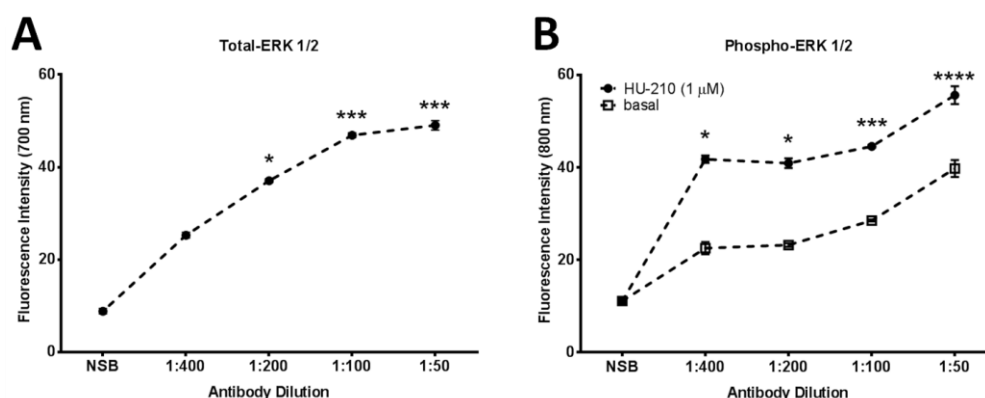 A
Total-ERK 1/2
Fluorescence Intensity (700 nm)
60
40
20
0
*
***
***
NSB
1:400
1:200
1:100
1:50
Antibody Dilution
B
Phospho-ERK 1/2
Fluorescence Intensity (800 nm)
60
40
20
0
HU-210 (1 μM)
basal
*
*
***
****
NSB
1:400
1:200
1:100
1:50
Antibody Dilution